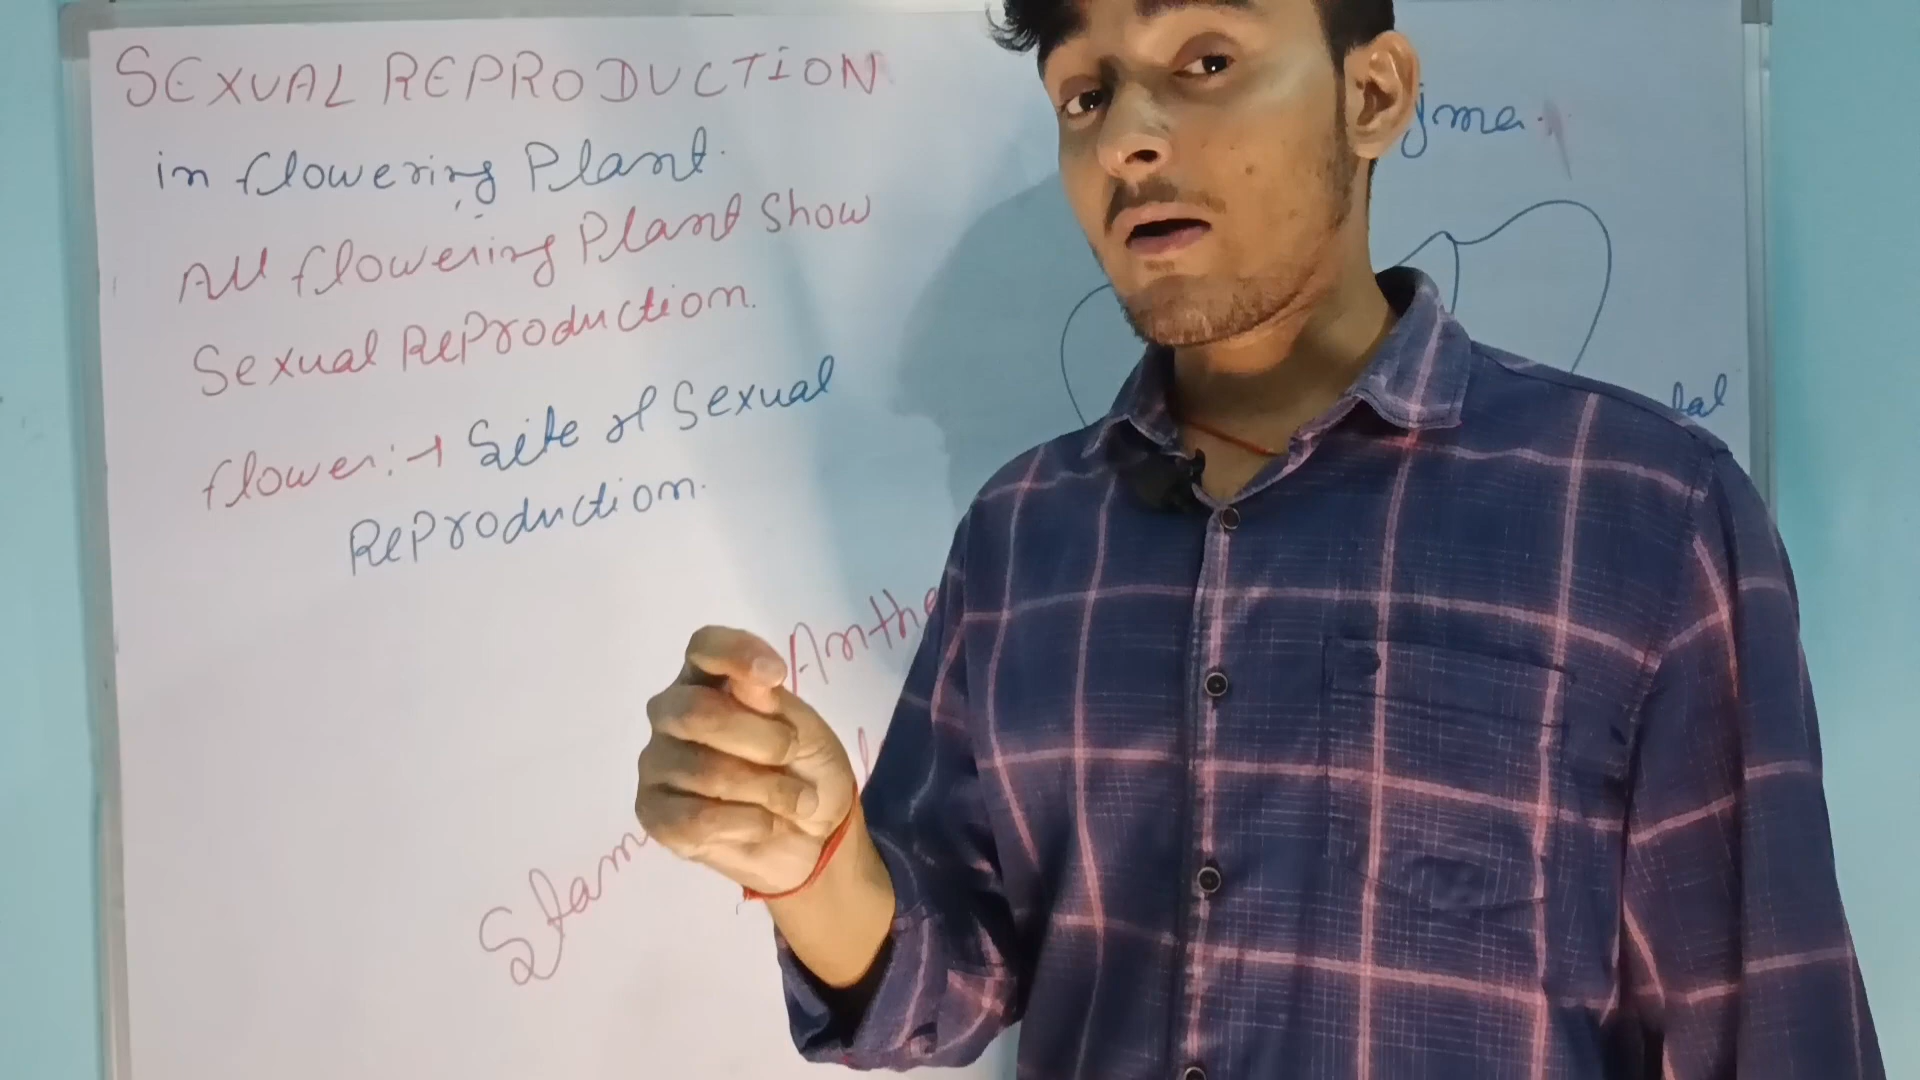 SEXUAL REPRODUCTION
in flowering Plant.
All flowering Plant Show
Sexual Reproduction.
flower:→ Site of Sexual
Reproduction.